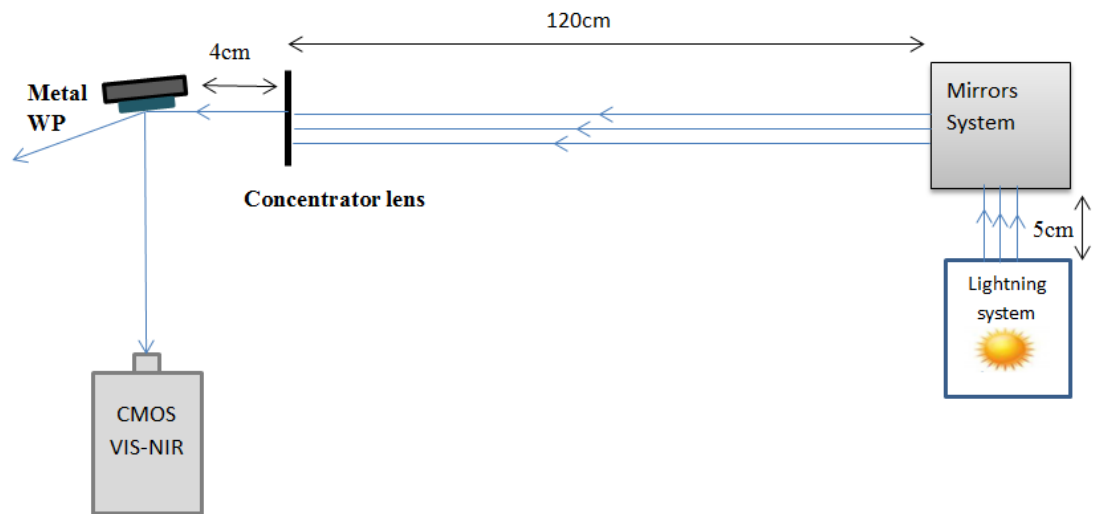 120cm
4cm
Metal
WP
Mirrors
System
Concentrator lens
5cm
Lightning
system
CMOS
VIS-NIR